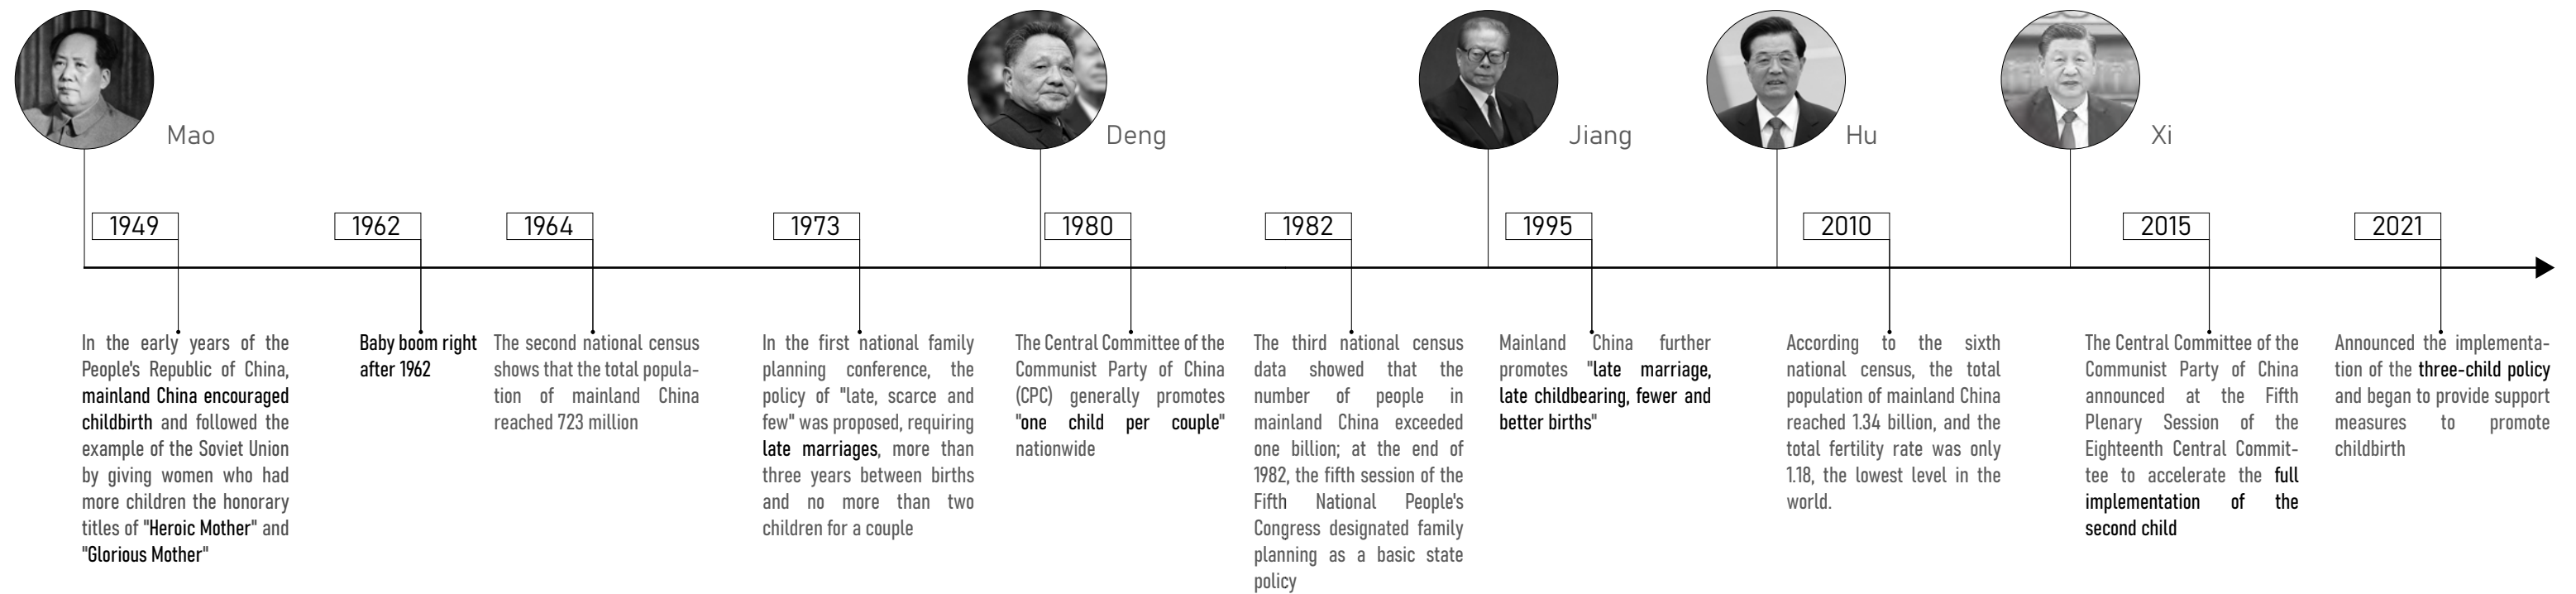 Mao
Deng
Jiang
Hu
Xi
1949
1962
1964
1973
1980
1982
1995
2010
2015
2021
In the early years of the
People's Republic of China,
mainland China encouraged
childbirth and followed the
example of the Soviet Union
by giving women who had
more children the honorary
titles of "Heroic Mother" and
"Glorious Mother"
Baby boom right
after 1962
The second national census
shows that the total popula-
tion of mainland China
reached 723 million
In the first national family
planning conference, the
policy of "late, scarce and
few" was proposed, requiring
late marriages, more than
three years between births
and no more than two
children for a couple
The Central Committee of the
Communist Party of China
(CPC) generally promotes
"one child per couple"
nationwide
The third national census
data showed that the
number of people in
mainland China exceeded
one billion; at the end of
1982, the fifth session of the
Fifth National People's
Congress designated family
planning as a basic state
policy
Mainland China further
promotes "late marriage,
late childbearing, fewer and
better births"
According to the sixth
national census, the total
population of mainland China
reached 1.34 billion, and the
total fertility rate was only
1.18, the lowest level in the
world.
The Central Committee of the
Communist Party of China
announced at the Fifth
Plenary Session of the
Eighteenth Central Commit-
tee to accelerate the full
implementation of the
second child
Announced the implementa-
tion of the three-child policy
and began to provide support
measures to promote
childbirth